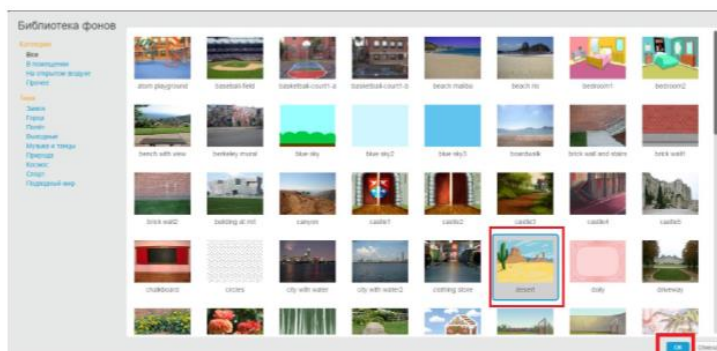 Библиотека фонов
Категории
Все
В помещении
На открытом воздухе
Прочее
Тема
Замок
Город
Полёт
Выходные
Музыка и танцы
Природа
Космос
Спорт
Подводный мир
atom playground baseball-field basketball-court1-a basketball-court1-b beach malibu beach rio bedroom1 bedroom2
bench with view berkeley mural blue sky blue sky2 blue sky3 boardwalk brick wall and stairs brick wall1
brick wall2 building at mit canyon castle1 castle2 castle3 castle4 castle5
chalkboard circles city with water city with water2 clothing store desert doily driveway
OK